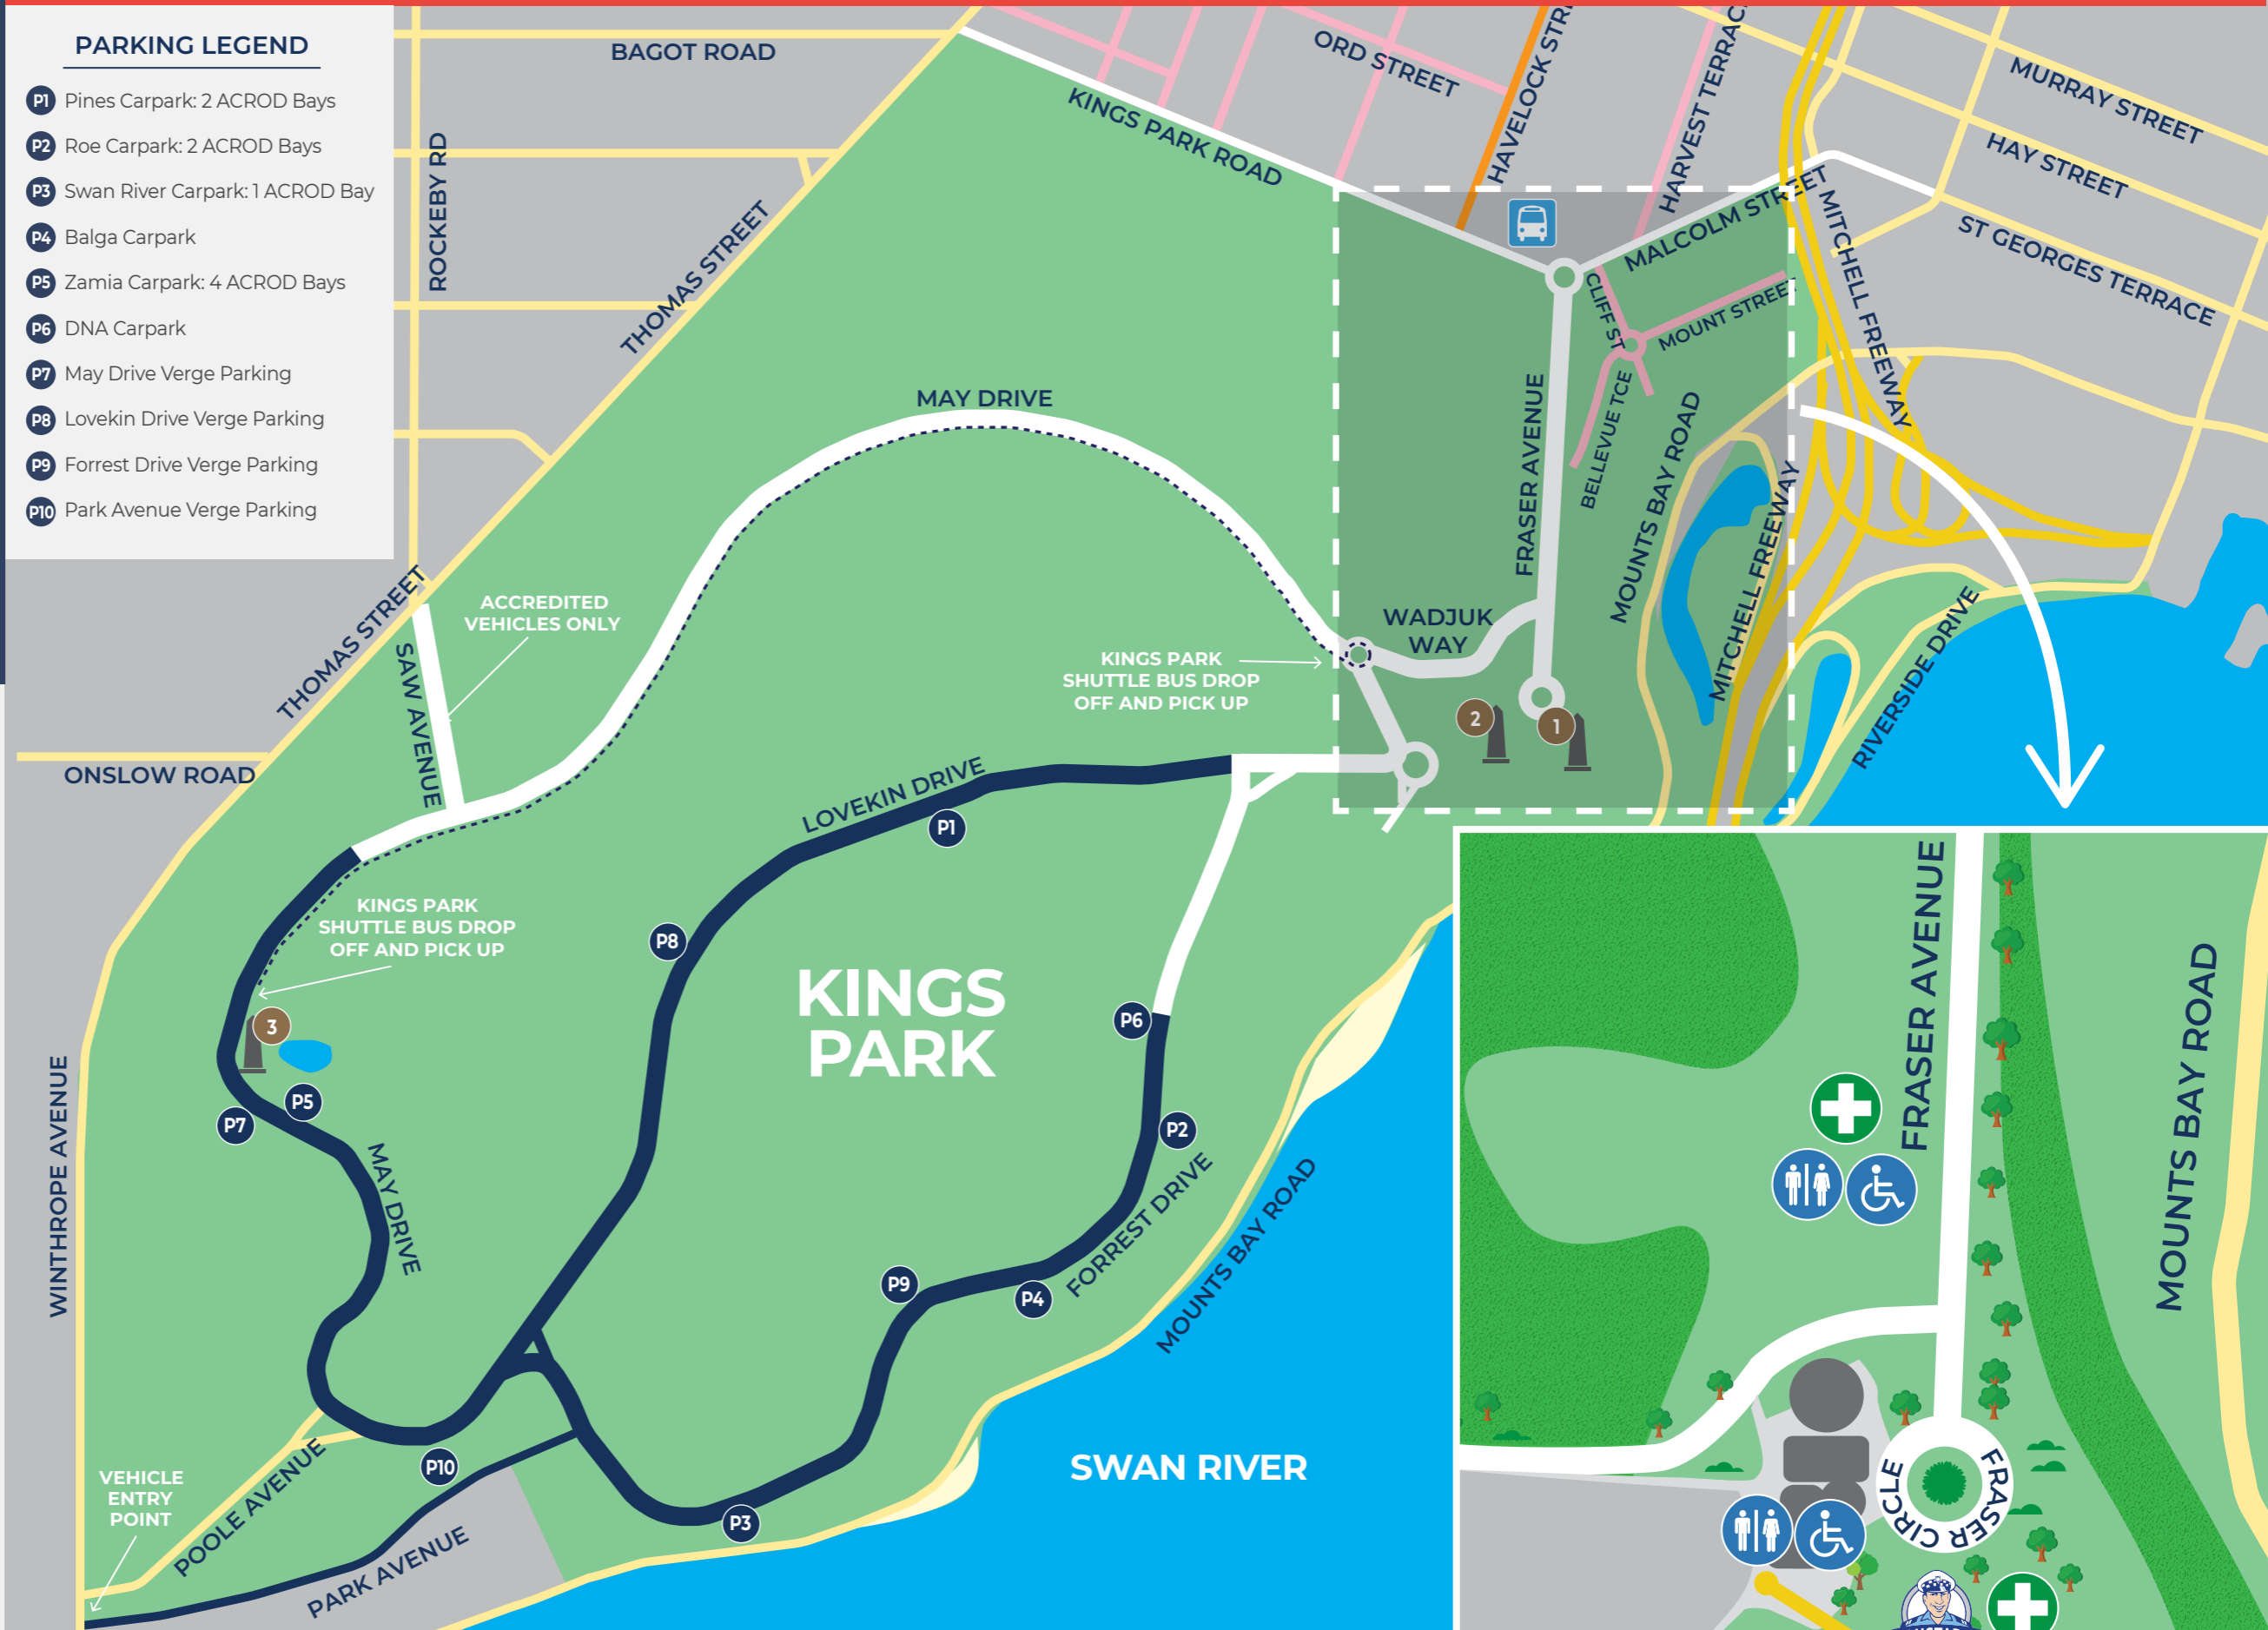 PARKING LEGEND
P1 Pines Carpark: 2 ACROD Bays
P2 Roe Carpark: 2 ACROD Bays
P3 Swan River Carpark: 1 ACROD Bay
P4 Balga Carpark
P5 Zamia Carpark: 4 ACROD Bays
P6 DNA Carpark
P7 May Drive Verge Parking
P8 Lovekin Drive Verge Parking
P9 Forrest Drive Verge Parking
P10 Park Avenue Verge Parking
BAGOT ROAD
ROCKEBY RD
THOMAS STREET
KINGS PARK ROAD
ORD STREET
HAVELOCK STR
HARVEST TERRAC
MURRAY STREET
HAY STREET
ST GEORGES TERRACE
MALCOLM STREET
MITCHELL FREEWAY
CLIFF ST
MOUNT STREET
BELLEVUE TCE
FRASER AVENUE
MOUNTS BAY ROAD
MITCHELL FREEWAY
RIVERSIDE DRIVE
WADJUK
WAY
2
1
MAY DRIVE
KINGS PARK
SHUTTLE BUS DROP
OFF AND PICK UP
ACCREDITED
VEHICLES ONLY
THOMAS STREET
SAW AVENUE
ONSLOW ROAD
LOVEKIN DRIVE
P1
P8
KINGS PARK
SHUTTLE BUS DROP
OFF AND PICK UP
3
P5
P7
KINGS
PARK
P6
P2
MAY DRIVE
WINTHROPE AVENUE
P9
P4
FORREST DRIVE
MOUNTS BAY ROAD
P10
P3
SWAN RIVER
VEHICLE
ENTRY
POINT
POOLE AVENUE
PARK AVENUE
FRASER AVENUE
MOUNTS BAY ROAD
FRASER CIRCLE